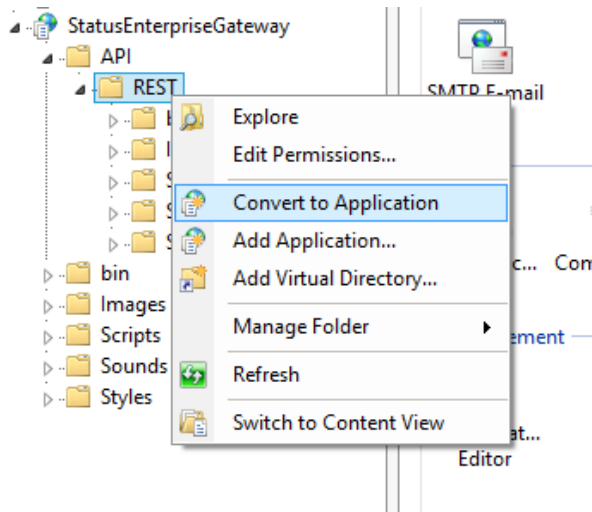 StatusEnterpriseGateway
API
REST
SMTP E-mail
Explore
Edit Permissions...
Convert to Application
Add Application...
Add Virtual Directory...
Manage Folder
Refresh
Switch to Content View
bin
Images
Scripts
Sounds
Styles
c... Com
ement
at...
Editor